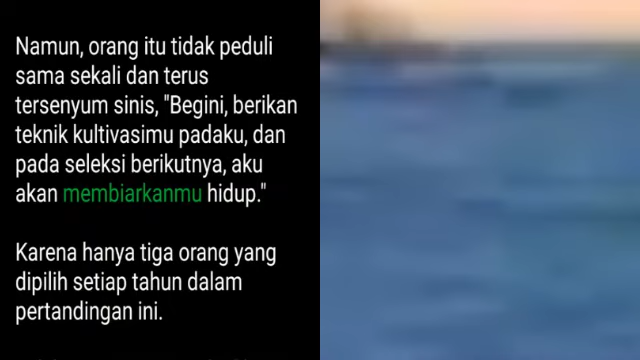 Namun, orang itu tidak peduli
sama sekali dan terus
tersenyum sinis, "Begini, berikan
teknik kultivasimu padaku, dan
pada seleksi berikutnya, aku
akan membiarkanmu hidup."
Karena hanya tiga orang yang
dipilih setiap tahun dalam
pertandingan ini.